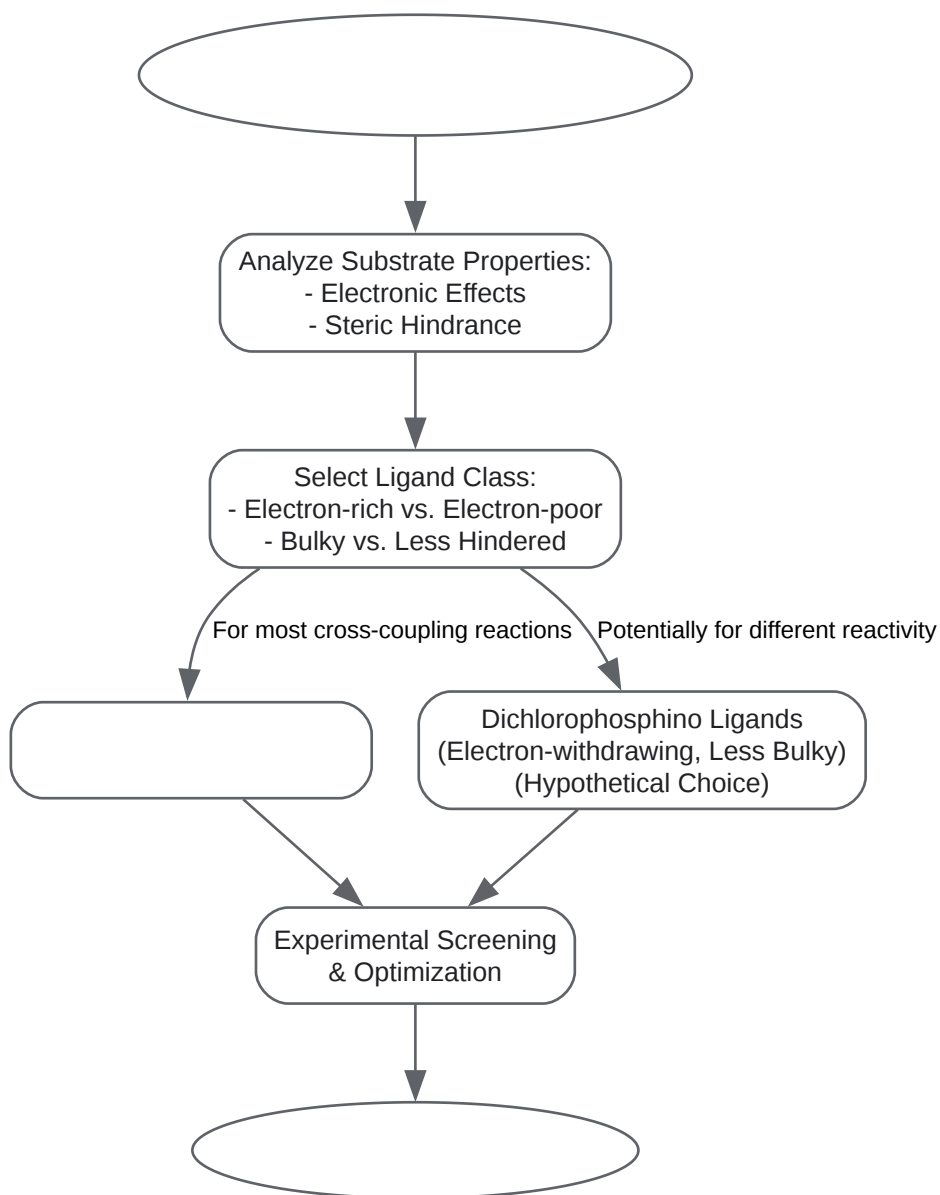 Analyze Substrate Properties:
- Electronic Effects
- Steric Hindrance
Select Ligand Class:
- Electron-rich vs. Electron-poor
- Bulky vs. Less Hindered
For most cross-coupling reactions
Potentially for different reactivity
Dichlorophosphino Ligands
(Electron-withdrawing, Less Bulky)
(Hypothetical Choice)
Experimental Screening
& Optimization